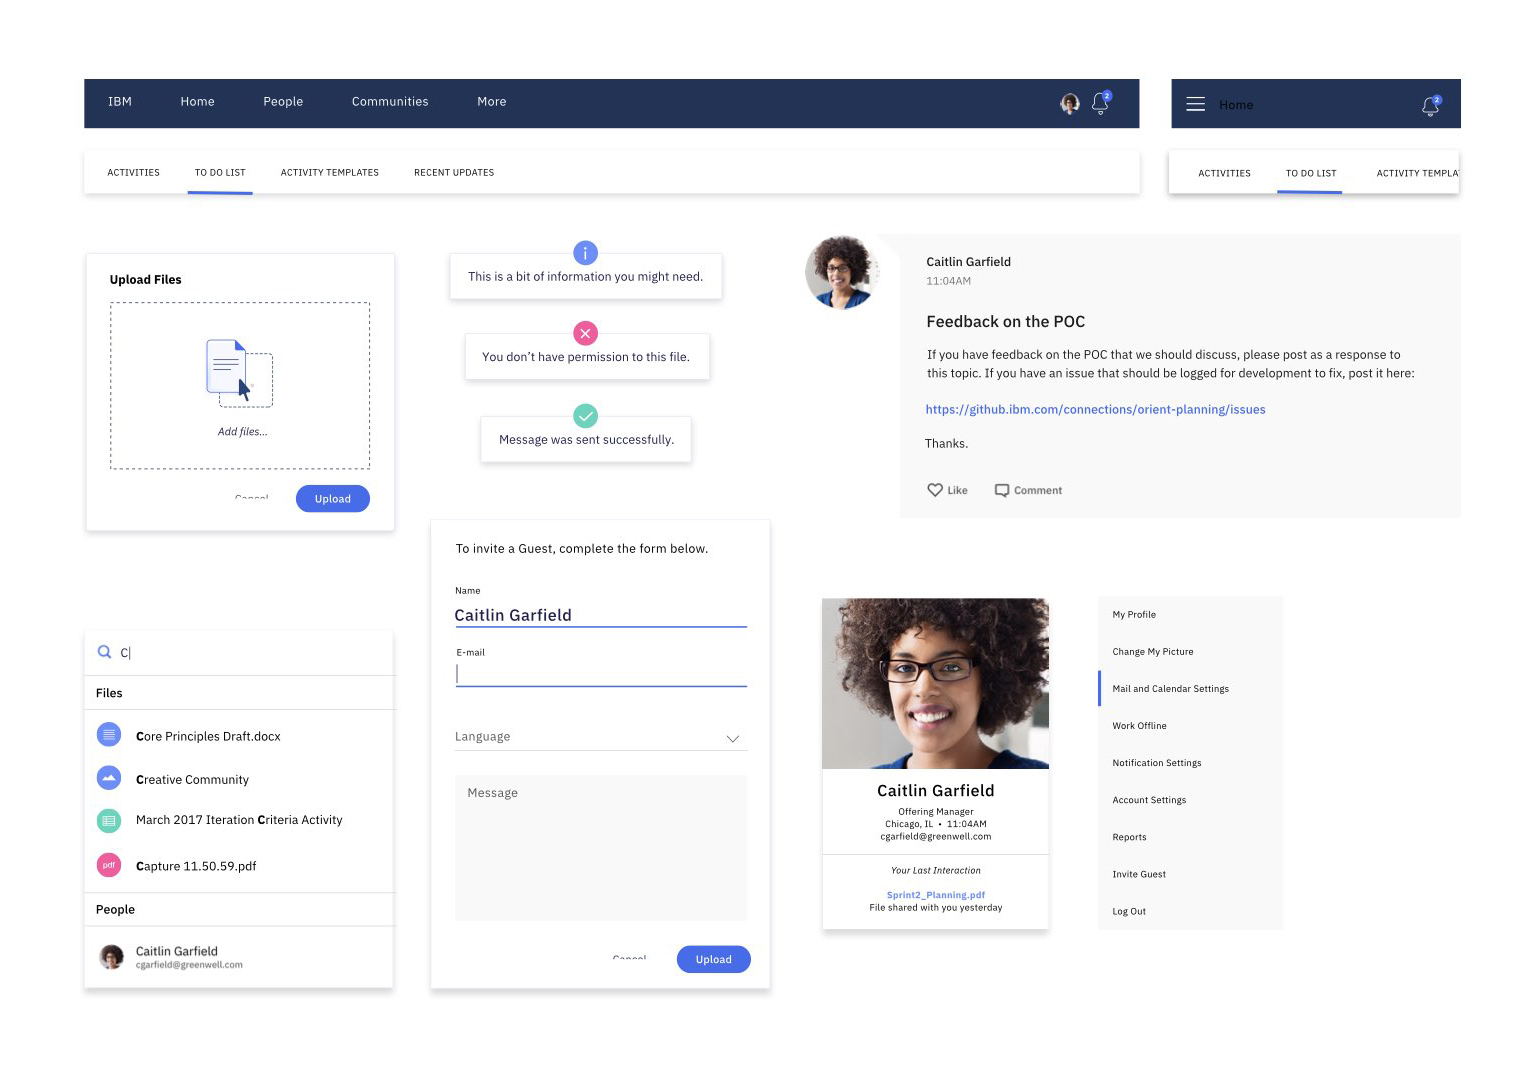 IBM Home People Communities More
2
Home
2
ACTIVITIES TO DO LIST ACTIVITY TEMPLATES RECENT UPDATES
ACTIVITIES TO DO LIST ACTIVITY TEMPLA
Upload Files
Add files...
Cancel Upload
i
This is a bit of information you might need.
You don’t have permission to this file.
Message was sent successfully.
Caitlin Garfield
11:04AM
Feedback on the POC
If you have feedback on the POC that we should discuss, please post as a response to
this topic. If you have an issue that should be logged for development to fix, post it here:
https://github.ibm.com/connections/orient-planning/issues
Thanks.
Like Comment
C
Files
Core Principles Draft.docx
Creative Community
March 2017 Iteration Criteria Activity
pdf Capture 11.50.59.pdf
People
Caitlin Garfield
cgarfield@greenwell.com
To invite a Guest, complete the form below.
Name
Caitlin Garfield
E-mail
Language
Message
Cancel Upload
Caitlin Garfield
Offering Manager
Chicago, IL • 11:04AM
cgarfield@greenwell.com
Your Last Interaction
Sprint2_Planning.pdf
File shared with you yesterday
My Profile
Change My Picture
Mail and Calendar Settings
Work Offline
Notification Settings
Account Settings
Reports
Invite Guest
Log Out